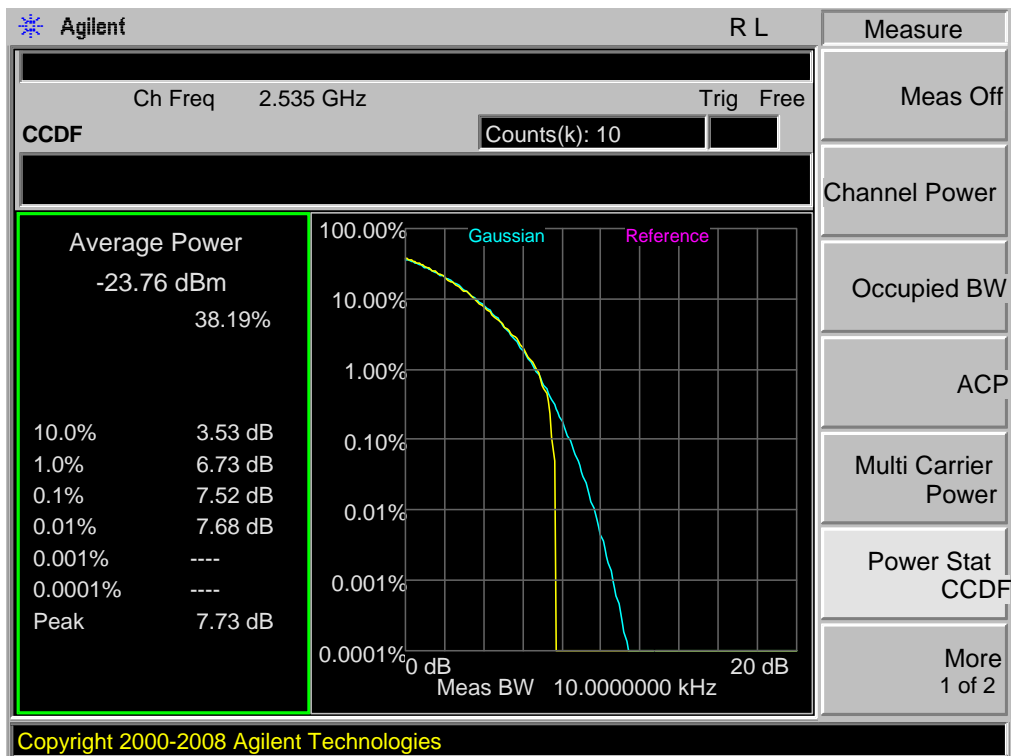 Agilent R L Measure
Ch Freq 2.535 GHz Trig Free
CCDF Counts(k): 10
Average Power
-23.76 dBm
38.19%
10.0% 3.53 dB
1.0% 6.73 dB
0.1% 7.52 dB
0.01% 7.68 dB
0.001% ----
0.0001% ----
Peak 7.73 dB
100.00% Gaussian Reference
10.00%
1.00%
0.10%
0.01%
0.001%
0.0001%
0 dB 20 dB
Meas BW 10.0000000 kHz
Meas Off
Channel Power
Occupied BW
ACP
Multi Carrier
Power
Power Stat
CCDF
More
1 of 2
Copyright 2000-2008 Agilent Technologies